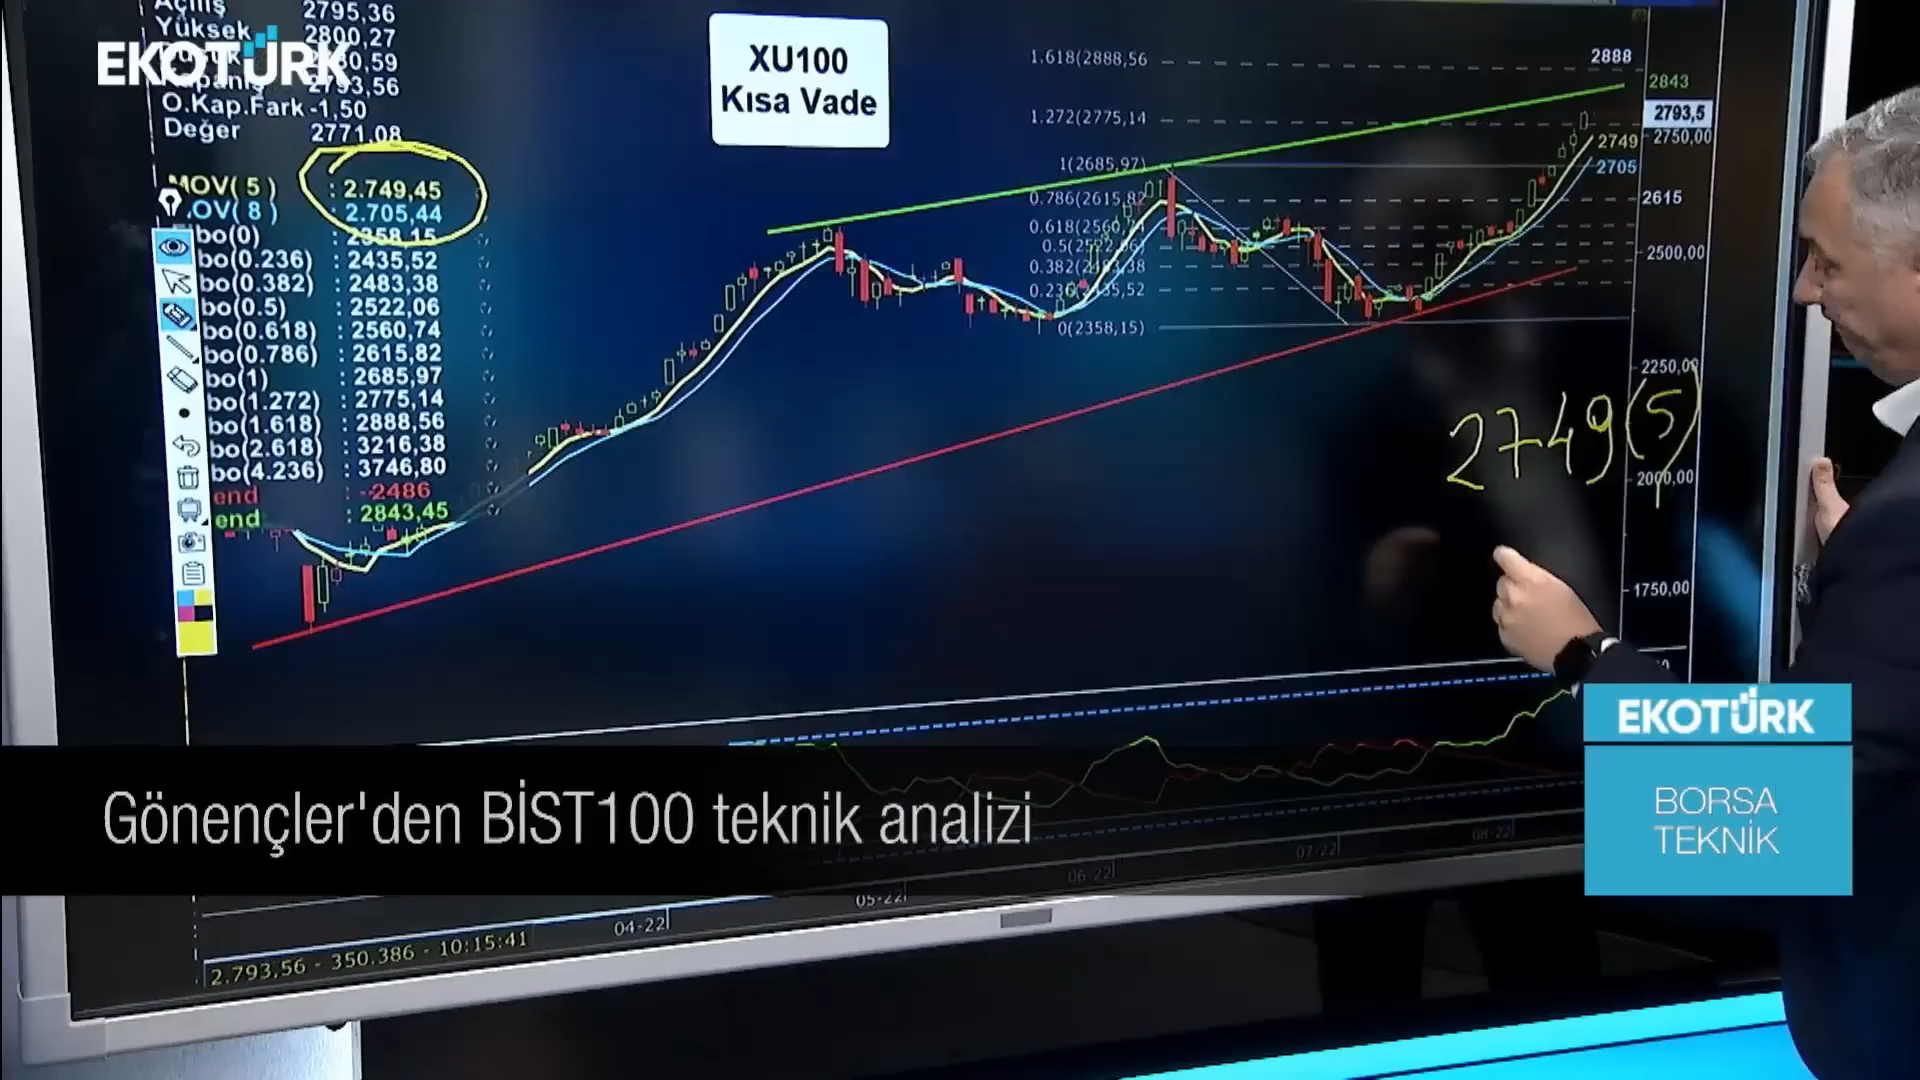 Açılış 2795,36
Yüksek 2800,27
Kapanış 2793,56
Ö.Kap.Fark -1,50
Değer 2771,08
EKOTÜRK
MOV( 5 ) : 2.749,45
OV( 8 ) : 2.705,44
bo(0) : 2358,15
bo(0.236) : 2435,52
bo(0.382) : 2483,38
bo(0.5) : 2522,06
bo(0.618) : 2560,74
bo(0.786) : 2615,82
bo(1) : 2685,97
bo(1.272) : 2775,14
bo(1.618) : 2888,56
bo(2.618) : 3216,38
bo(4.236) : 3746,80
end : -2486
end : 2843,45
XU100
Kısa Vade
1.618(2888,56
1.272(2775,14
1(2685,97)
0.786(2615,82
0.618(2560,74
0.5(2522,06)
0.382(2483,38
0.236(2435,52
0(2358,15)
2888
2843
2793,5
2750,00
2749
2705
2615
2500,00
2250,00
2000,00
1750,00
2749(5)
EKOTÜRK
BORSA
TEKNİK
Gönençler'den BİST100 teknik analizi
04-22
05-22
06-22
07-22
08-22
2.793,56 - 350.386 - 10:15:41